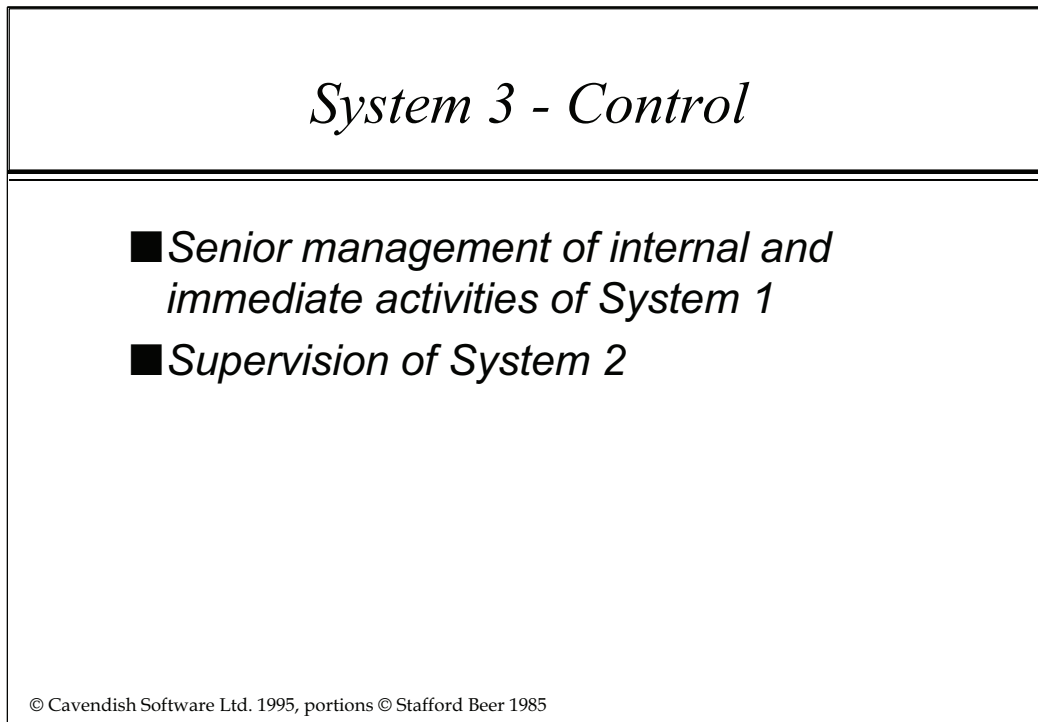 System 3 - Control
■ Senior management of internal and
immediate activities of System 1
■ Supervision of System 2
© Cavendish Software Ltd. 1995, portions © Stafford Beer 1985